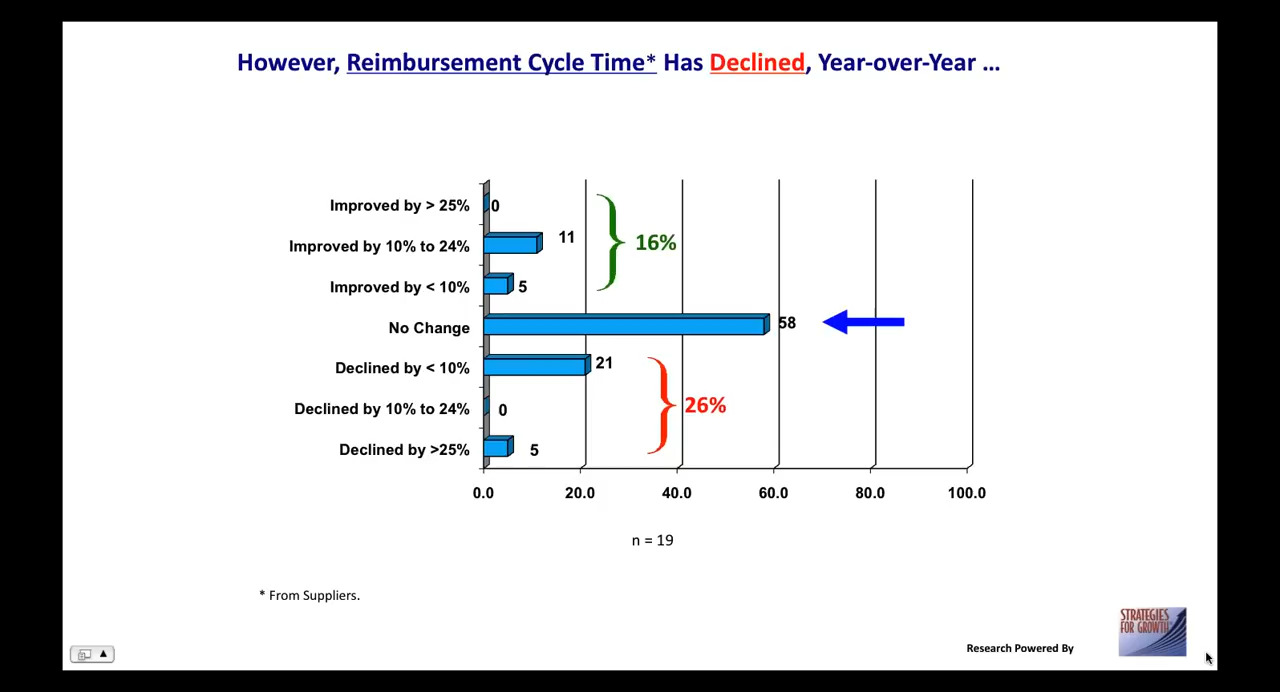 However, Reimbursement Cycle Time* Has Declined, Year-over-Year ...
Improved by > 25% 0
Improved by 10% to 24% 11
16%
Improved by < 10% 5
No Change 58
Declined by < 10% 21
Declined by 10% to 24% 0
26%
Declined by >25% 5
0.0 20.0 40.0 60.0 80.0 100.0
n = 19
* From Suppliers.
STRATEGIES
FOR GROWTH
Research Powered By